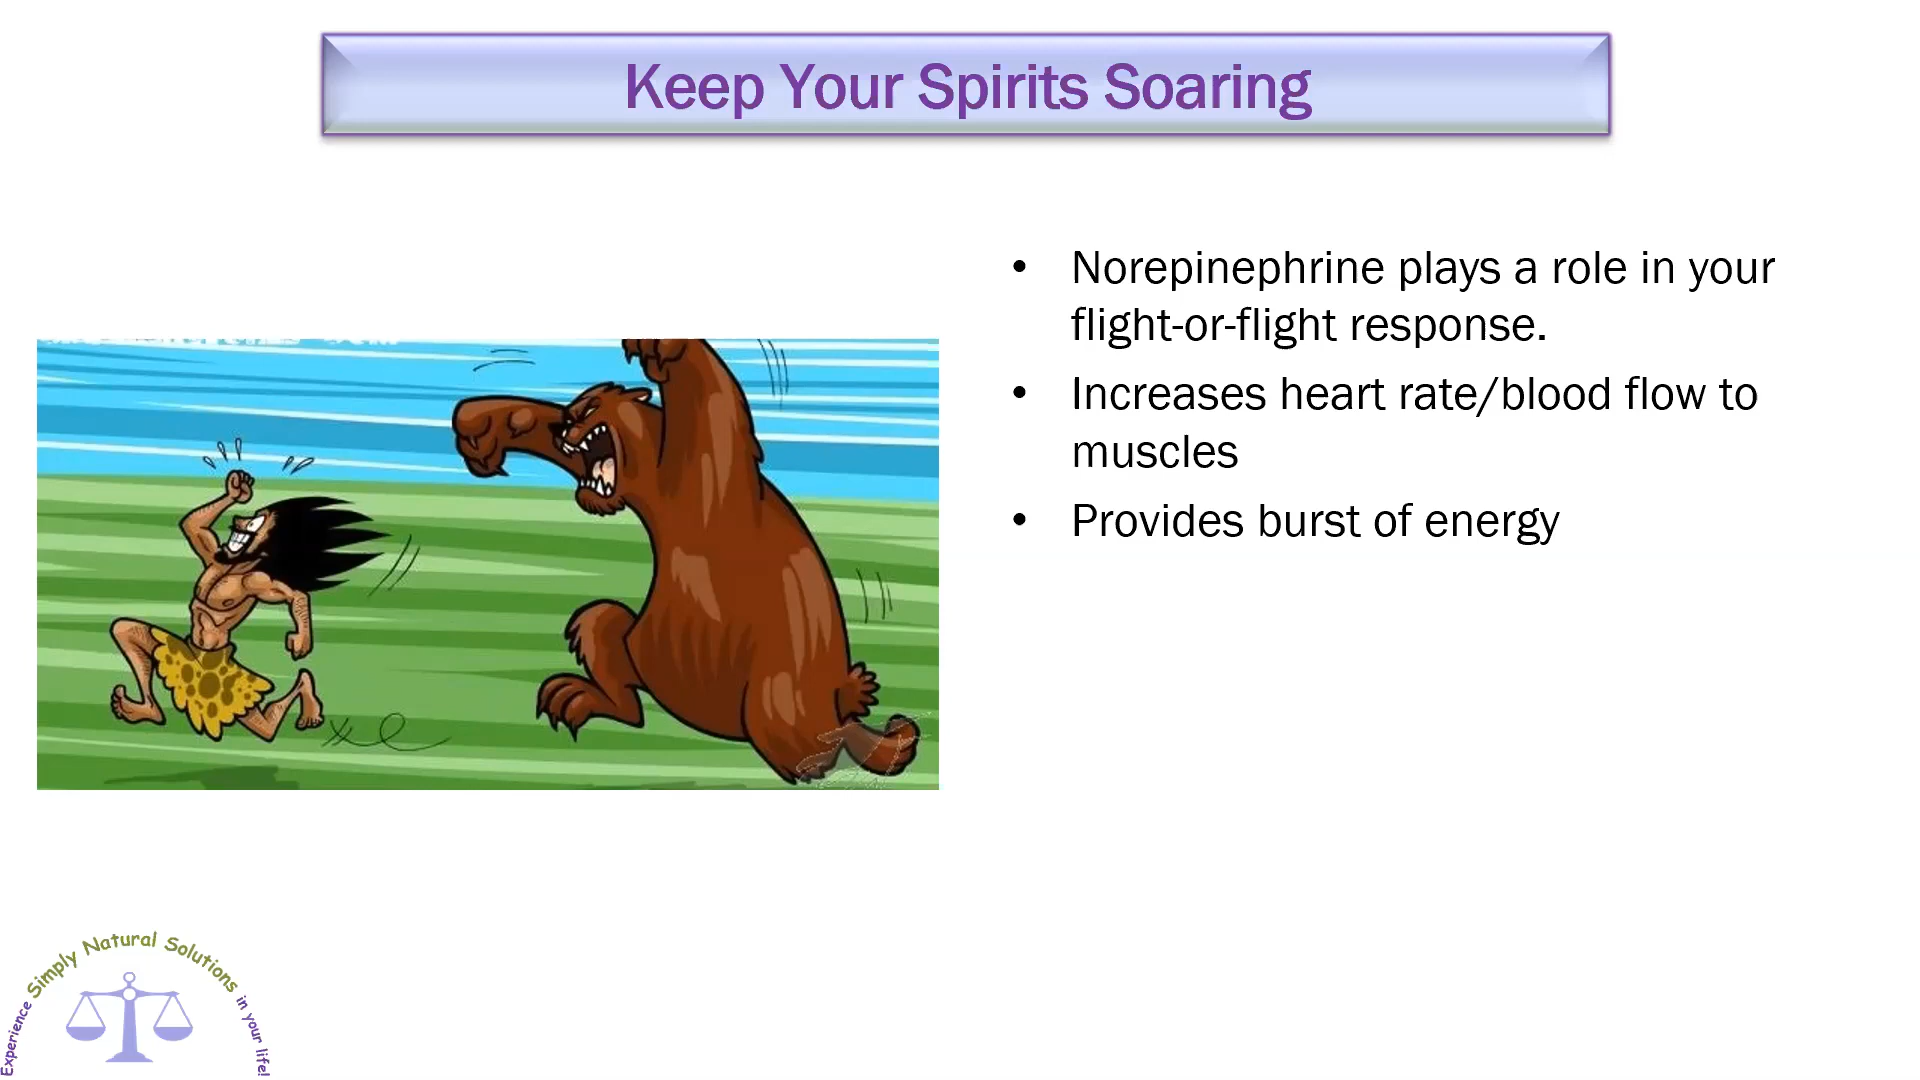 Keep Your Spirits Soaring
• Norepinephrine plays a role in your
flight-or-flight response.
• Increases heart rate/blood flow to
muscles
• Provides burst of energy
Experience Simply Natural Solutions in your life!